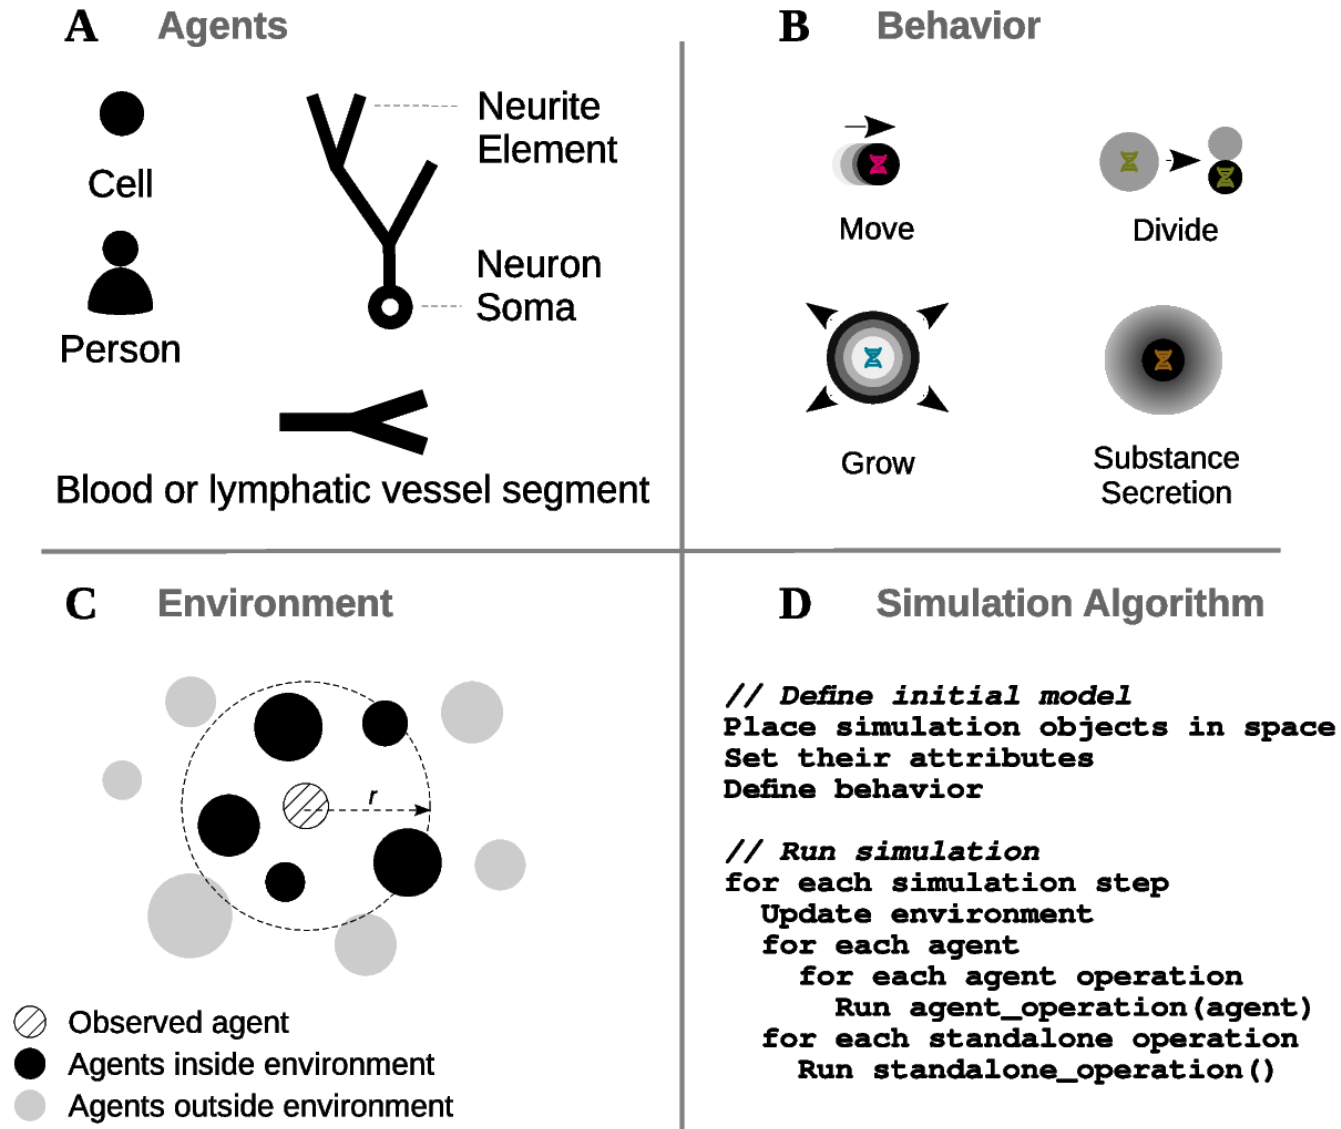 A Agents
Cell
Person
Neurite
Element
Neuron
Soma
Blood or lymphatic vessel segment
B Behavior
Move
Divide
Grow
Substance
Secretion
C Environment
r
Observed agent
Agents inside environment
Agents outside environment
D Simulation Algorithm
// Define initial model
Place simulation objects in space
Set their attributes
Define behavior
// Run simulation
for each simulation step
Update environment
for each agent
for each agent operation
Run agent_operation(agent)
for each standalone operation
Run standalone_operation()